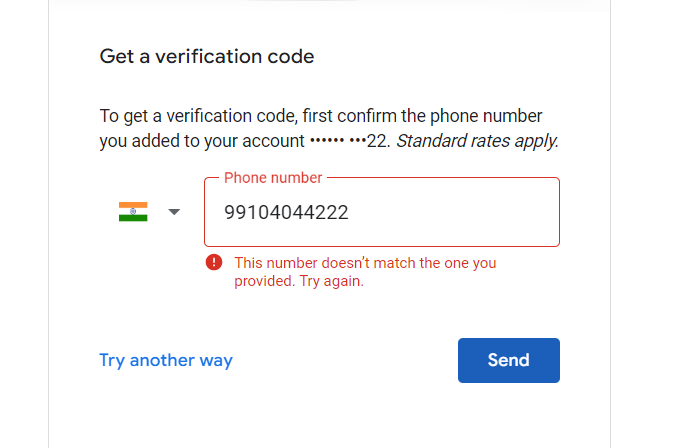 Get a verification code
To get a verification code, first confirm the phone number
you added to your account •••••• •••22. Standard rates apply.
Phone number
99104044222
This number doesn't match the one you
provided. Try again.
Try another way
Send